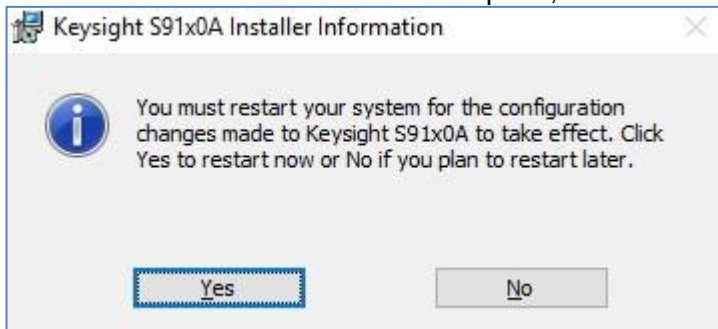 Keysight S91x0A Installer Information
You must restart your system for the configuration
changes made to Keysight S91x0A to take effect. Click
Yes to restart now or No if you plan to restart later.
Yes
No